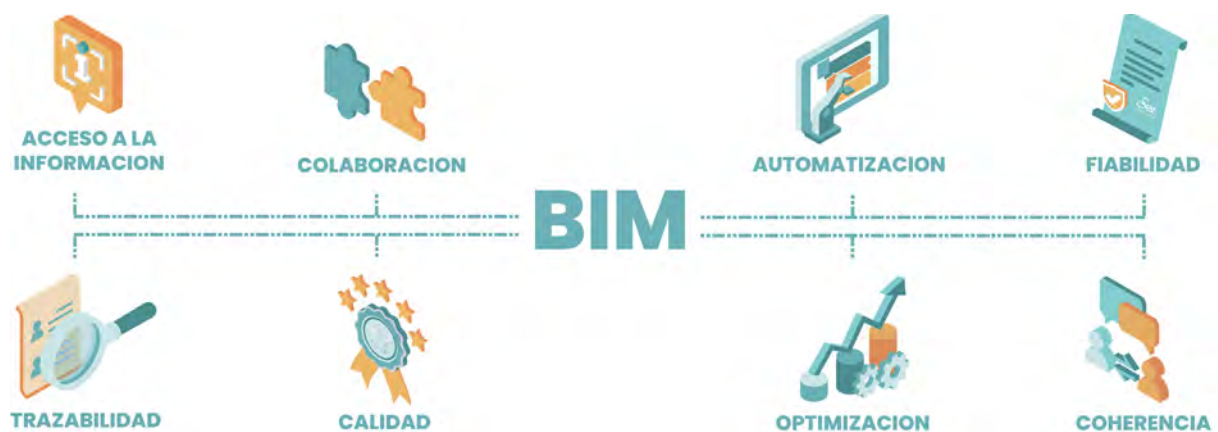 ACCESO A LA
INFORMACION
COLABORACION
AUTOMATIZACION
FIABILIDAD
BIM
TRAZABILIDAD
CALIDAD
OPTIMIZACION
COHERENCIA